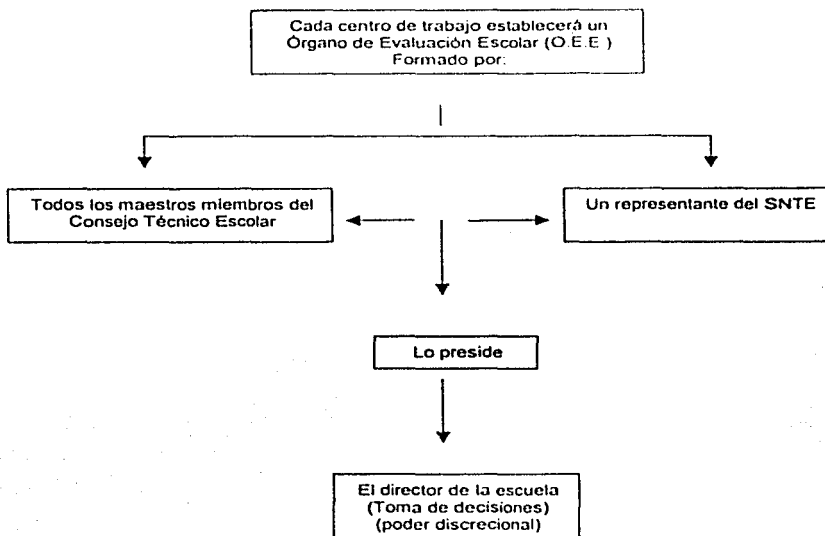 Cada centro de trabajo establecerá un
Órgano de Evaluación Escolar (O.E.E )
Formado por:
Todos los maestros miembros del
Consejo Técnico Escolar
Un representante del SNTE
Lo preside
El director de la escuela
(Toma de decisiones)
(poder discrecional)